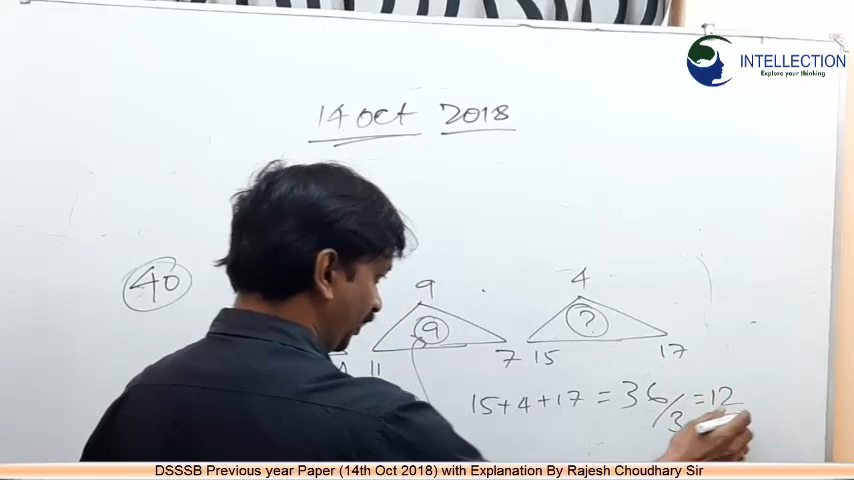 INTELLECTION
Explore your thinking
14 Oct 2018
40
9
4
9
?
11
7
15
17
15+4+17 = 36/3 = 12
DSSSB Previous year Paper (14th Oct 2018) with Explanation By Rajesh Choudhary Sir